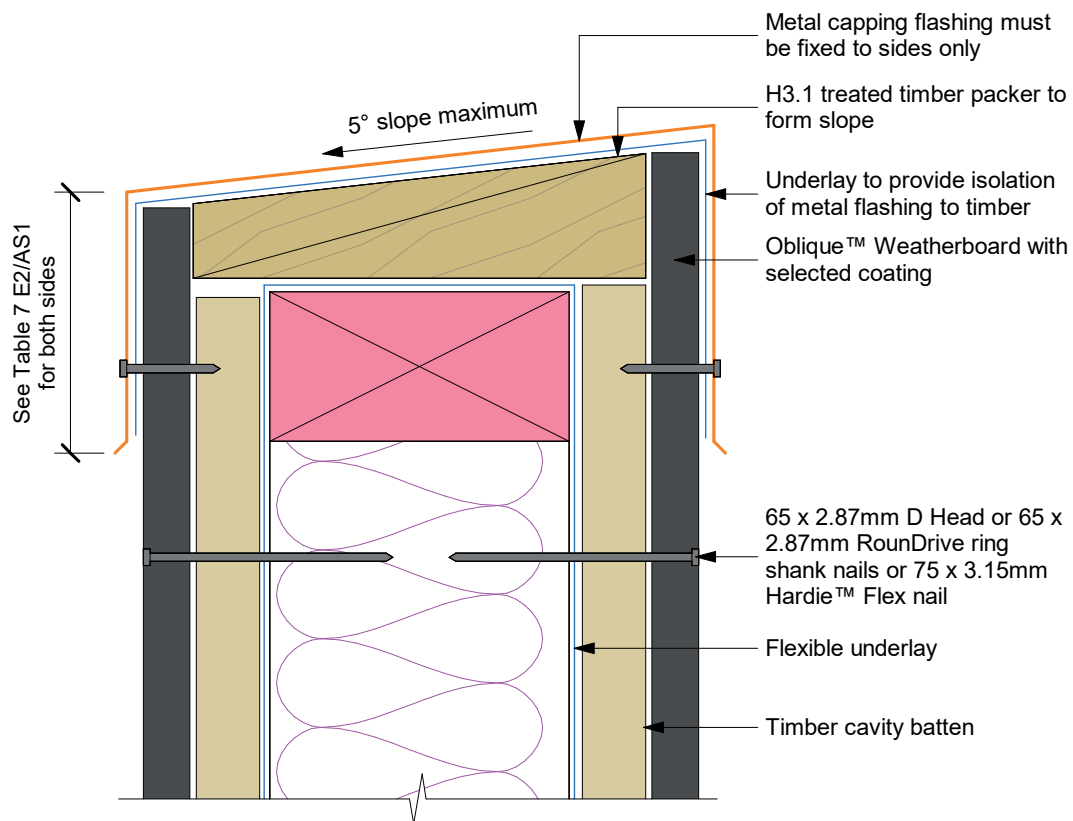 Metal capping flashing must
be fixed to sides only
5° slope maximum
H3.1 treated timber packer to
form slope
Underlay to provide isolation
of metal flashing to timber
Oblique™ Weatherboard with
selected coating
See Table 7 E2/AS1
for both sides
65 x 2.87mm D Head or 65 x
2.87mm RounDrive ring
shank nails or 75 x 3.15mm
Hardie™ Flex nail
Flexible underlay
Timber cavity batten